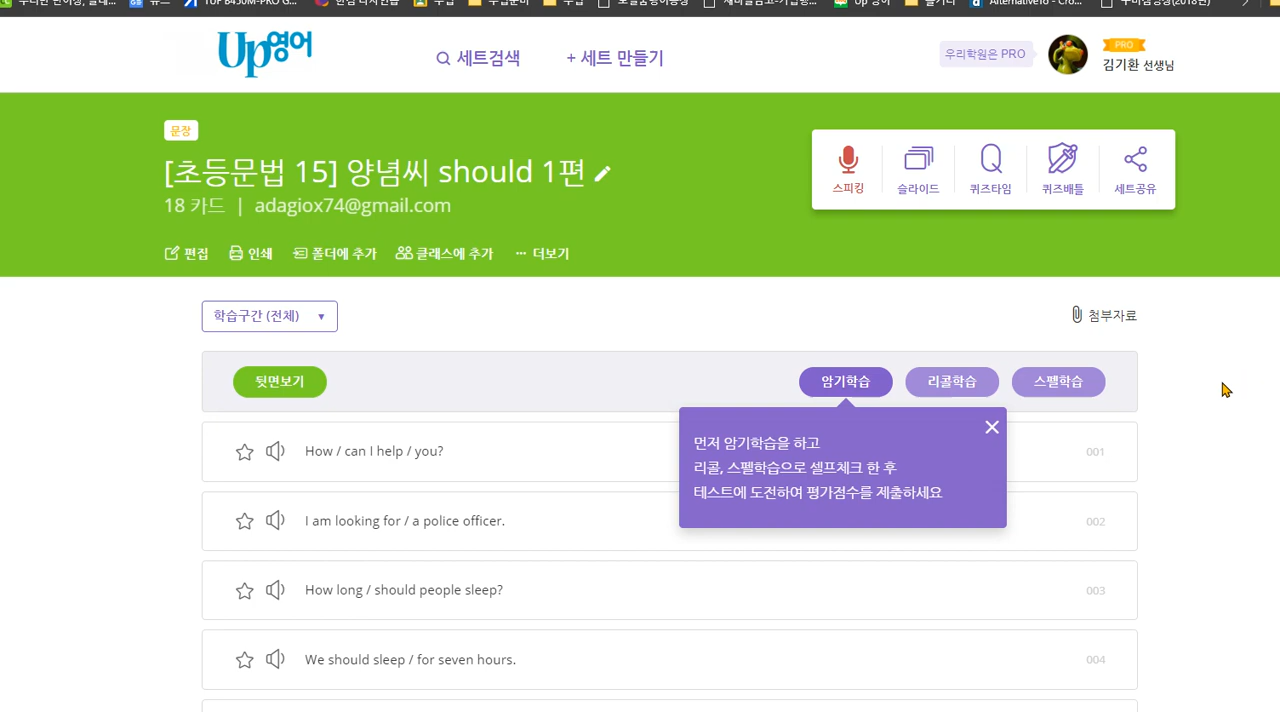 Up영어
세트검색
+ 세트 만들기
우리학원은 PRO
PRO
김기환 선생님
문장
[초등문법 15] 양념씨 should 1편
18 카드 | adagiox74@gmail.com
스피킹
슬라이드
퀴즈타임
퀴즈배틀
세트공유
편집
인쇄
폴더에 추가
클래스에 추가
··· 더보기
학습구간 (전체) ▼
첨부자료
뒷면보기
암기학습
리콜학습
스펠학습
먼저 암기학습을 하고
리콜, 스펠학습으로 셀프체크 한 후
테스트에 도전하여 평가점수를 제출하세요
How / can I help / you?
001
I am looking for / a police officer.
002
How long / should people sleep?
003
We should sleep / for seven hours.
004